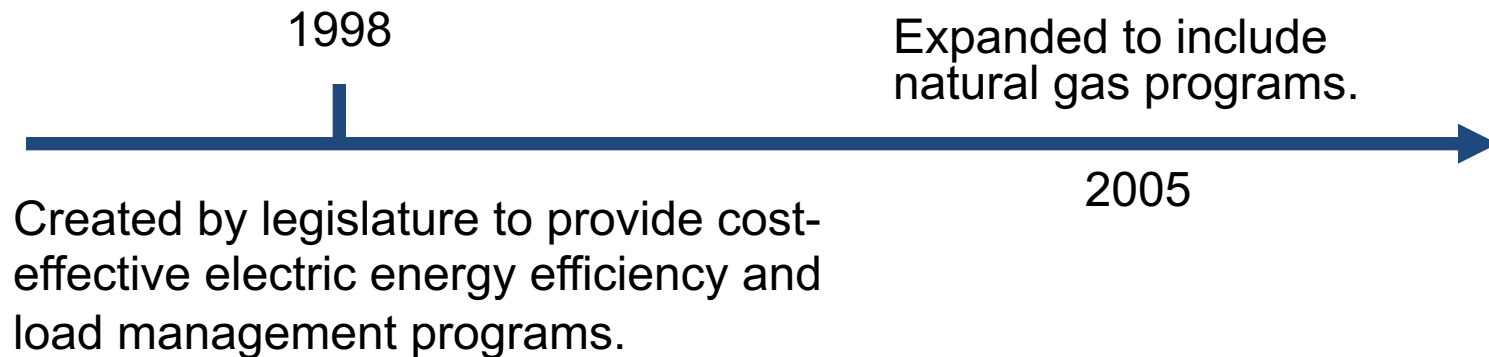 1998
Created by legislature to provide cost-
effective electric energy efficiency and
load management programs.
Expanded to include
natural gas programs.
2005